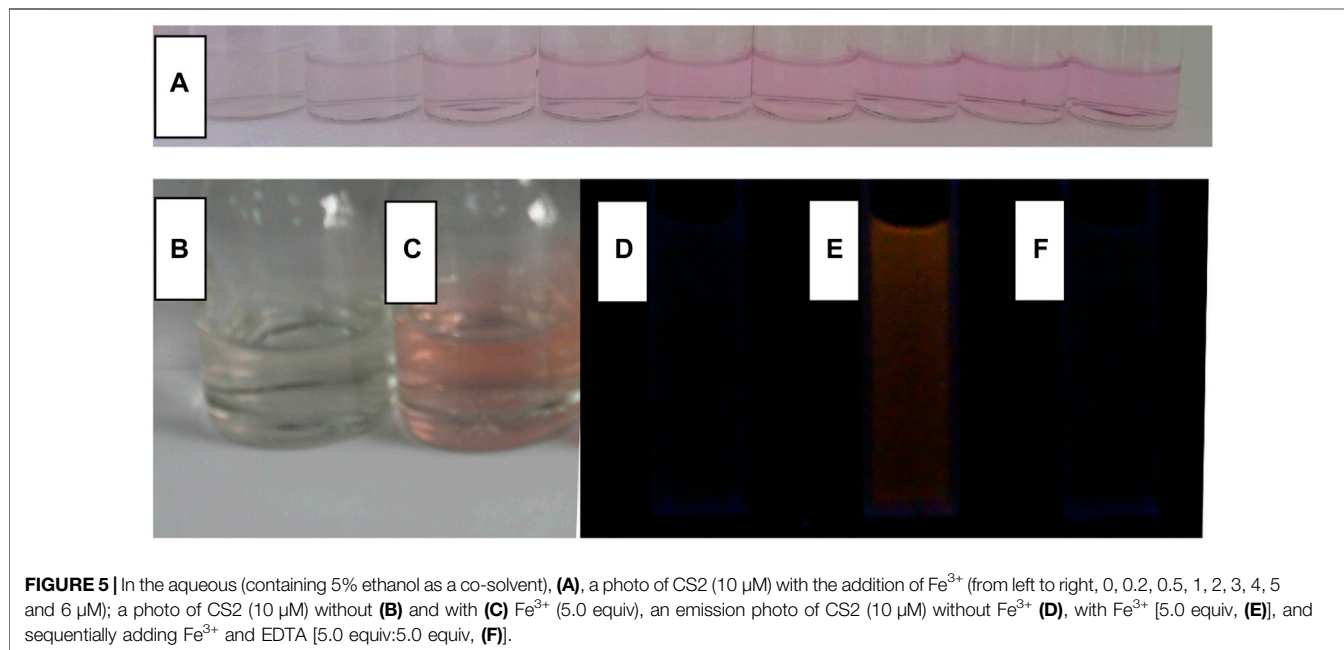 A
B
C
D
E
F
FIGURE 5 | In the aqueous (containing 5% ethanol as a co-solvent), (A), a photo of CS2 (10 µM) with the addition of Fe³⁺ (from left to right, 0, 0.2, 0.5, 1, 2, 3, 4, 5
and 6 µM); a photo of CS2 (10 µM) without (B) and with (C) Fe³⁺ (5.0 equiv), an emission photo of CS2 (10 µM) without Fe³⁺ (D), with Fe³⁺ [5.0 equiv, (E)], and
sequentially adding Fe³⁺ and EDTA [5.0 equiv:5.0 equiv, (F)].